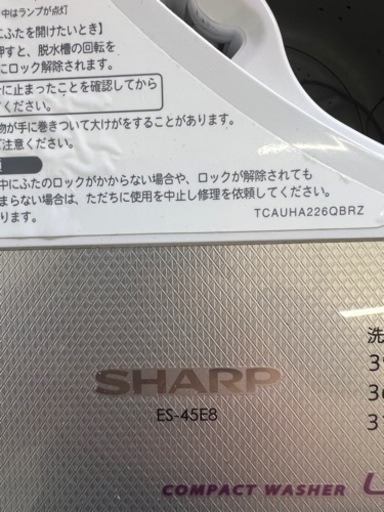 中はランプが点灯
にふたを開けたいとき】
押すと、脱水槽の回転を
にロック解除されます。
に止まったことを確認してから
てください。
物が手に巻きついて大けがをすることがあります。
ご注意ください。
中にふたのロックがかからない場合や、ロックが解除されても
まらない場合は、ただちに使用を中止し修理を依頼してください。
TCAUHA226QBRZ
洗
SHARP
ES-45E8
COMPACT WASHER